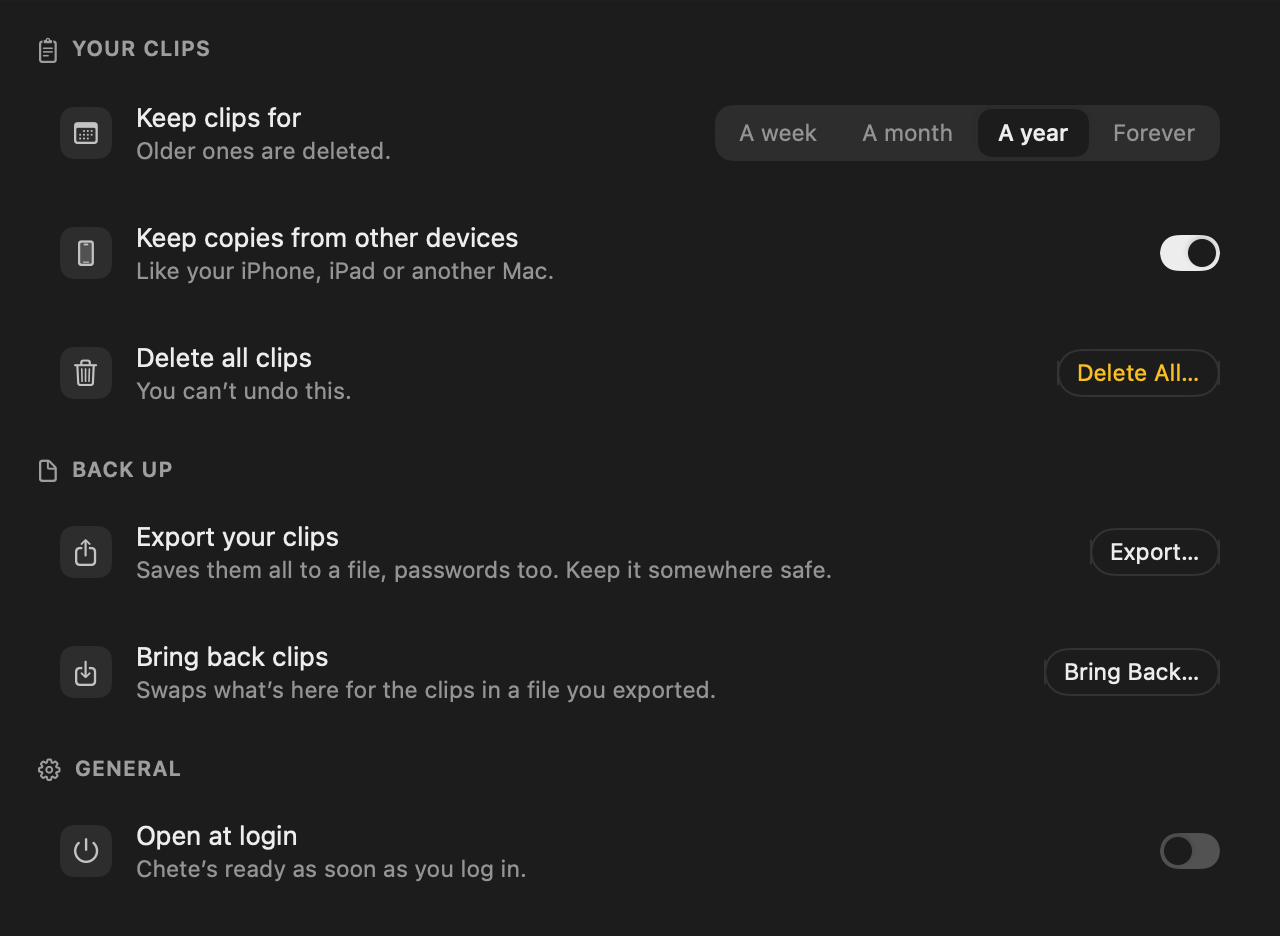 YOUR CLIPS
Keep clips for
Older ones are deleted.
A week A month A year Forever
Keep copies from other devices
Like your iPhone, iPad or another Mac.
Delete all clips
You can’t undo this.
Delete All…
BACK UP
Export your clips
Saves them all to a file, passwords too. Keep it somewhere safe.
Export…
Bring back clips
Swaps what’s here for the clips in a file you exported.
Bring Back…
GENERAL
Open at login
Chete’s ready as soon as you log in.